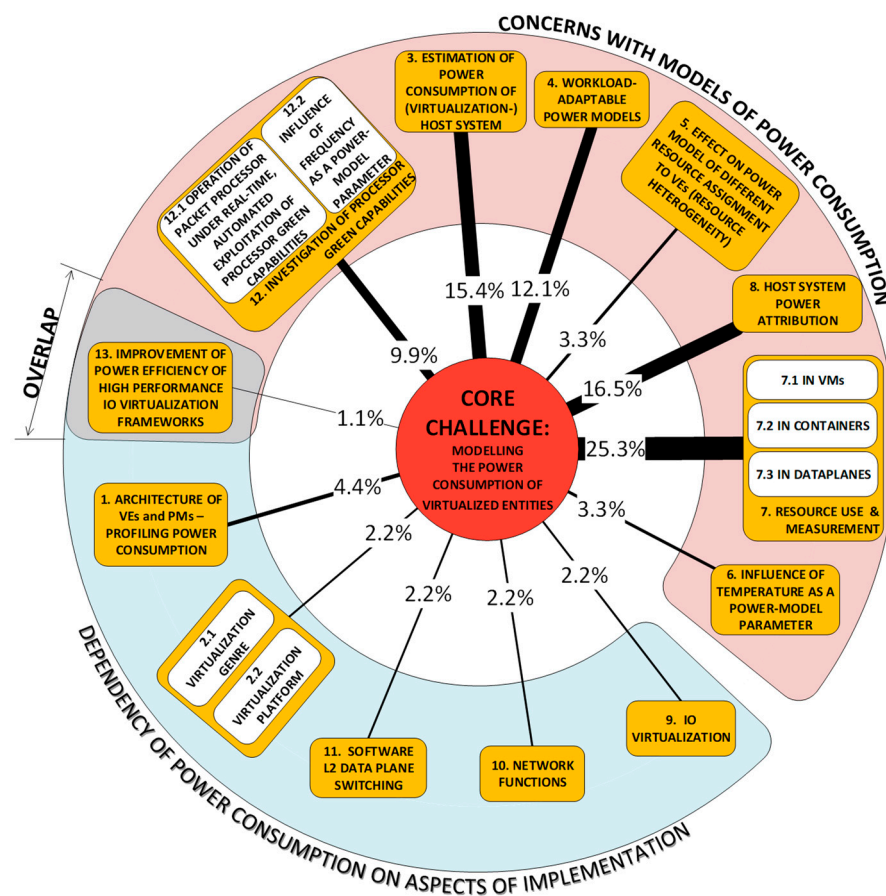 CONCERNS WITH MODELS OF POWER CONSUMPTION
3. ESTIMATION OF
POWER
CONSUMPTION OF
(VIRTUALIZATION-)
HOST SYSTEM
4. WORKLOAD-
ADAPTABLE
POWER MODELS
5. EFFECT ON POWER
MODEL OF DIFFERENT
RESOURCE ASSIGNMENT
TO VEs (RESOURCE
HETEROGENEITY)
8. HOST SYSTEM
POWER
ATTRIBUTION
7.1 IN VMs
7.2 IN CONTAINERS
7.3 IN DATAPLANES
7. RESOURCE USE &
MEASUREMENT
6. INFLUENCE OF
TEMPERATURE AS A
POWER-MODEL
PARAMETER
12.1 OPERATION OF
PACKET PROCESSOR
UNDER REAL-TIME,
AUTOMATED
EXPLOITATION OF
PROCESSOR GREEN
CAPABILITIES
12.2
INFLUENCE
OF
FREQUENCY
AS A POWER-
MODEL
PARAMETER
12. INVESTIGATION OF PROCESSOR
GREEN CAPABILITIES
OVERLAP
13. IMPROVEMENT OF
POWER EFFICIENCY OF
HIGH PERFORMANCE
IO VIRTUALIZATION
FRAMEWORKS
1. ARCHITECTURE OF
VEs and PMs –
PROFILING POWER
CONSUMPTION
2.1
VIRTUALIZATION
GENRE
2.2
VIRTUALIZATION
PLATFORM
11. SOFTWARE
L2 DATA PLANE
SWITCHING
10. NETWORK
FUNCTIONS
9. IO
VIRTUALIZATION
15.4%
12.1%
3.3%
16.5%
25.3%
3.3%
2.2%
2.2%
2.2%
2.2%
4.4%
1.1%
9.9%
CORE
CHALLENGE:
MODELLING
THE POWER
CONSUMPTION OF
VIRTUALIZED ENTITIES
DEPENDENCY OF POWER CONSUMPTION ON ASPECTS OF IMPLEMENTATION